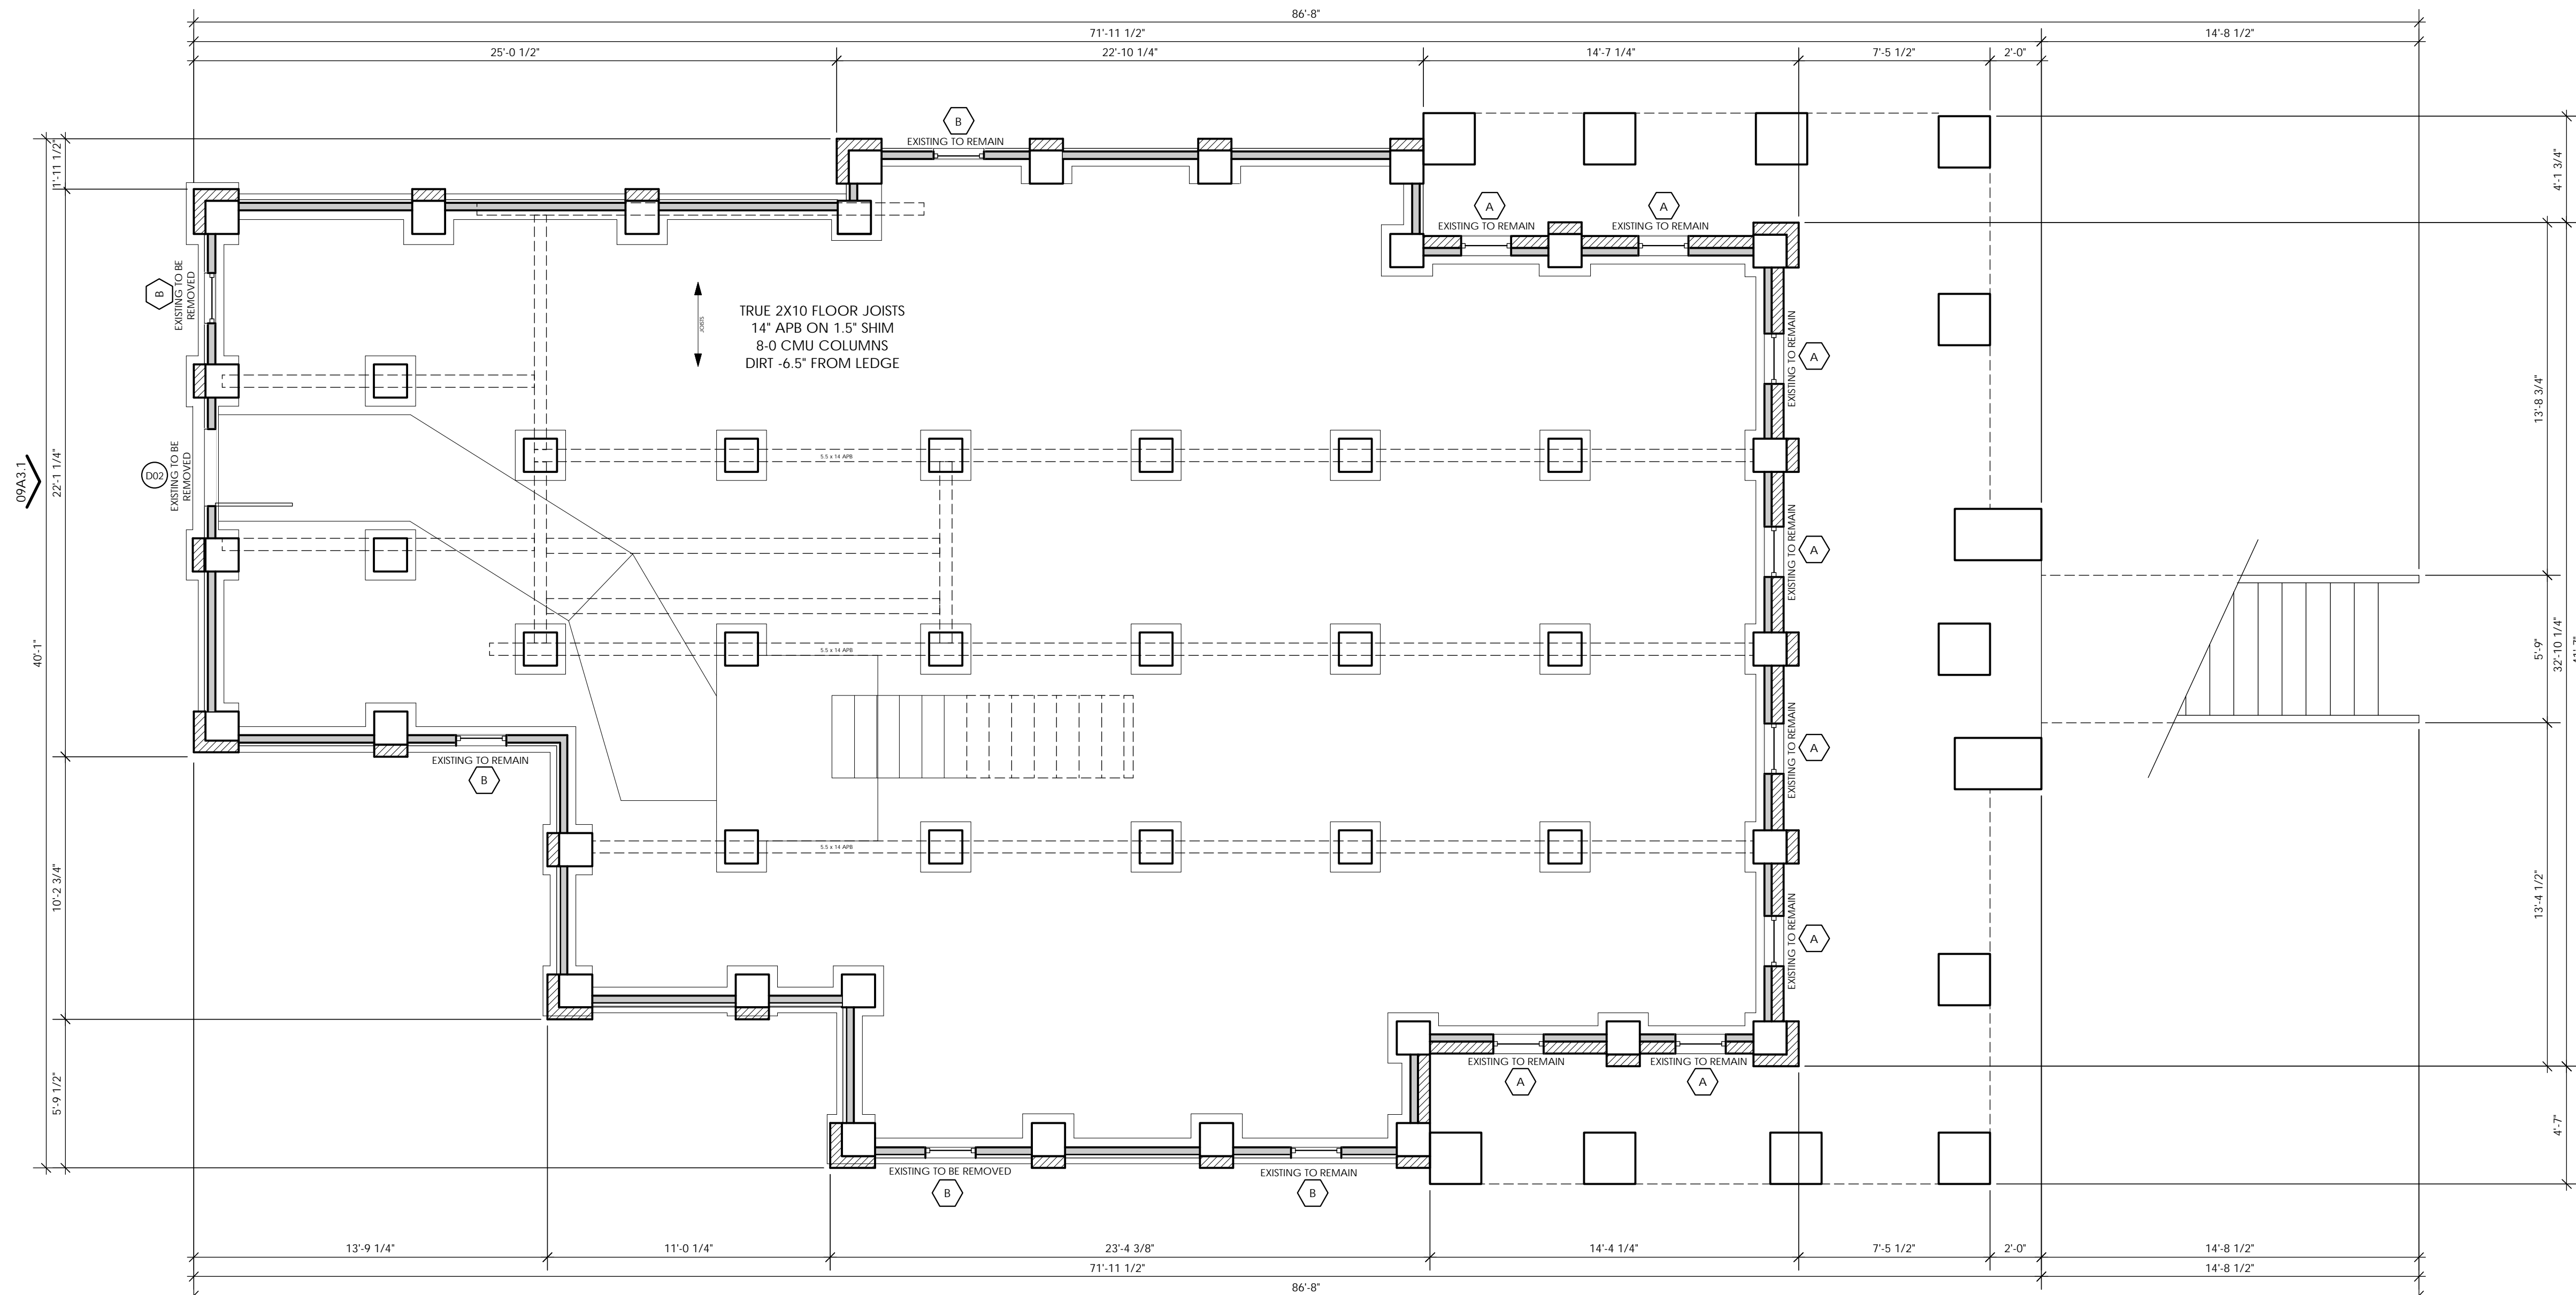 86'-8"
71'-11 1/2"
14'-8 1/2"
25'-0 1/2"
22'-10 1/4"
14'-7 1/4"
7'-5 1/2"
2'-0"
B
EXISTING TO REMAIN
1'-11 1/2"
4'-1 3/4"
A
EXISTING TO REMAIN
A
EXISTING TO REMAIN
B
EXISTING TO BE
REMOVED
JOISTS
TRUE 2X10 FLOOR JOISTS
14" APB ON 1.5" SHIM
8-0 CMU COLUMNS
DIRT -6.5" FROM LEDGE
EXISTING TO REMAIN
A
13'-8 3/4"
09A3.1
22'-1 1/4"
D02
EXISTING TO BE
REMOVED
5.5 x 14 APB
EXISTING TO REMAIN
A
40'-1"
5.5 x 14 APB
5'-9"
32'-10 1/4"
EXISTING TO REMAIN
B
EXISTING TO REMAIN
A
5.5 x 14 APB
10'-2 3/4"
EXISTING TO REMAIN
A
13'-4 1/2"
EXISTING TO REMAIN
A
EXISTING TO REMAIN
A
5'-9 1/2"
4'-7"
EXISTING TO BE REMOVED
B
EXISTING TO REMAIN
B
13'-9 1/4"
11'-0 1/4"
23'-4 3/8"
14'-4 1/4"
7'-5 1/2"
2'-0"
14'-8 1/2"
71'-11 1/2"
14'-8 1/2"
86'-8"